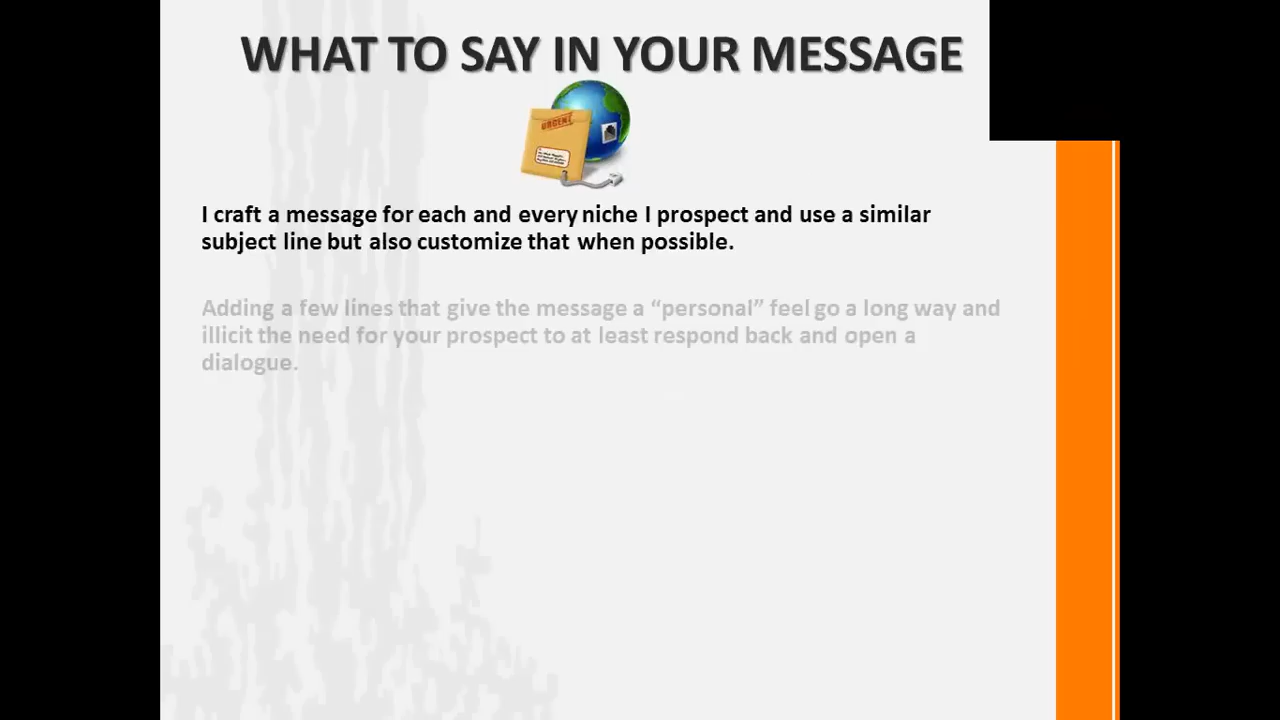 WHAT TO SAY IN YOUR MESSAGE
URGENT
I craft a message for each and every niche I prospect and use a similar
subject line but also customize that when possible.
Adding a few lines that give the message a “personal” feel go a long way and
illicit the need for your prospect to at least respond back and open a
dialogue.